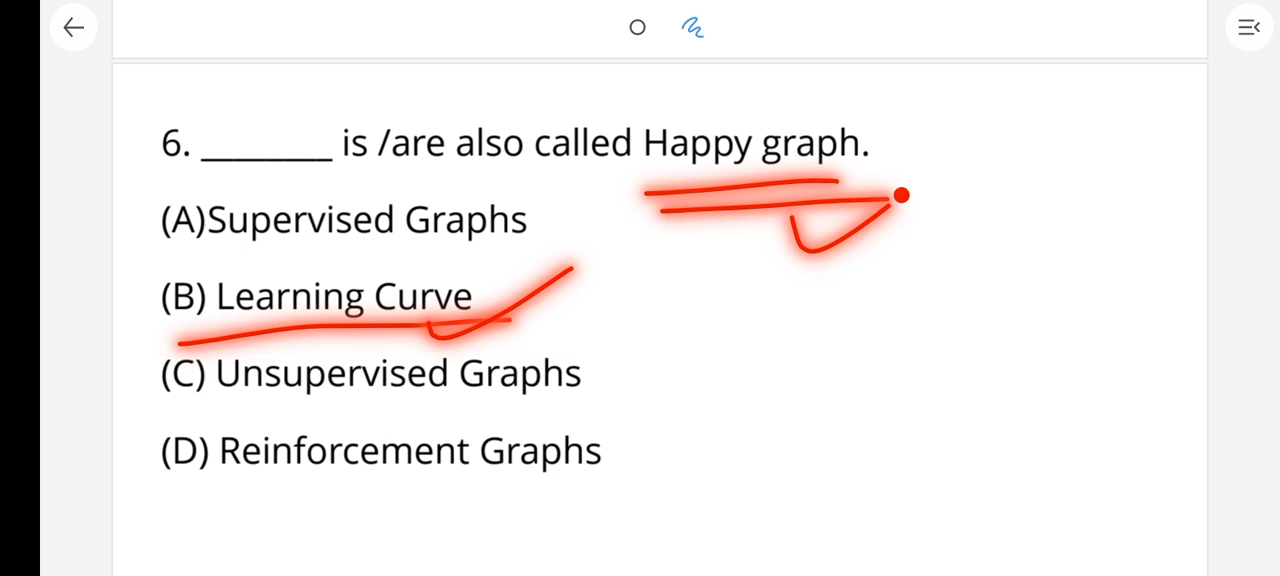 6. ________ is /are also called Happy graph.
(A)Supervised Graphs
(B) Learning Curve
(C) Unsupervised Graphs
(D) Reinforcement Graphs